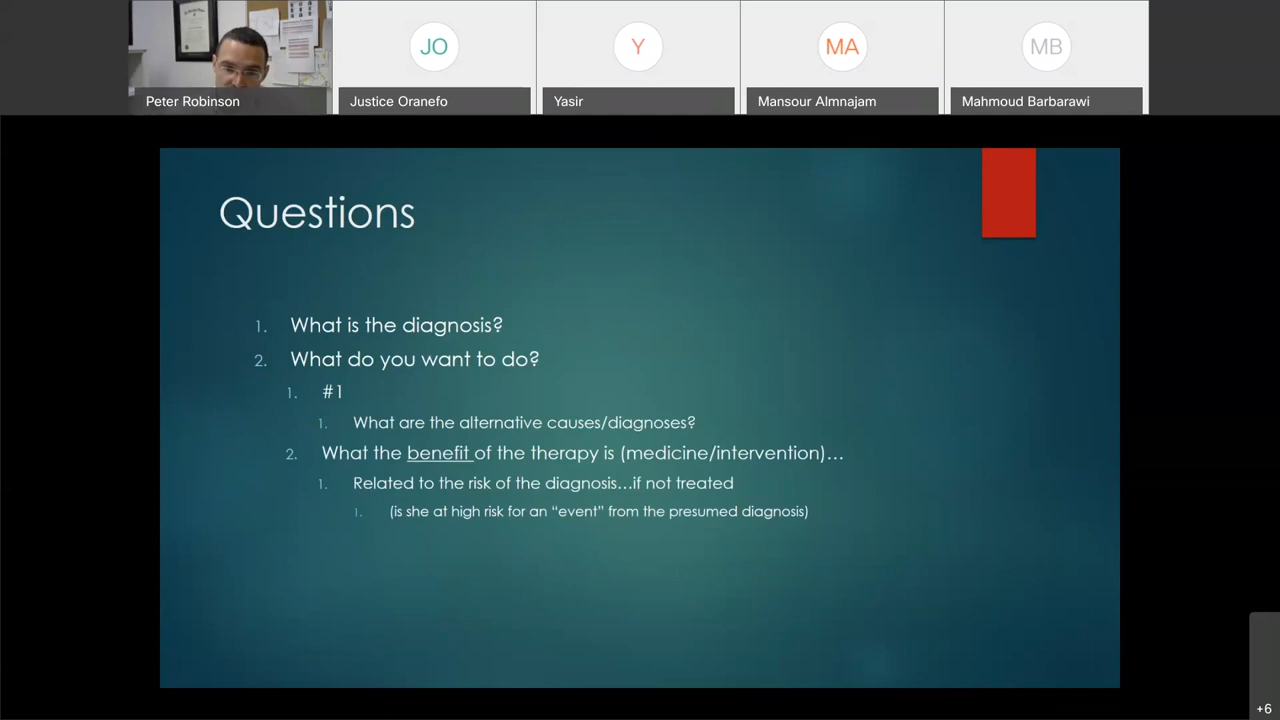 JO
Y
MA
MB
Peter Robinson
Justice Oranefo
Yasir
Mansour Almnajam
Mahmoud Barbarawi
Questions
1. What is the diagnosis?
2. What do you want to do?
1. #1
1. What are the alternative causes/diagnoses?
2. What the benefit of the therapy is (medicine/intervention)…
1. Related to the risk of the diagnosis…if not treated
1. (is she at high risk for an “event” from the presumed diagnosis)
+6